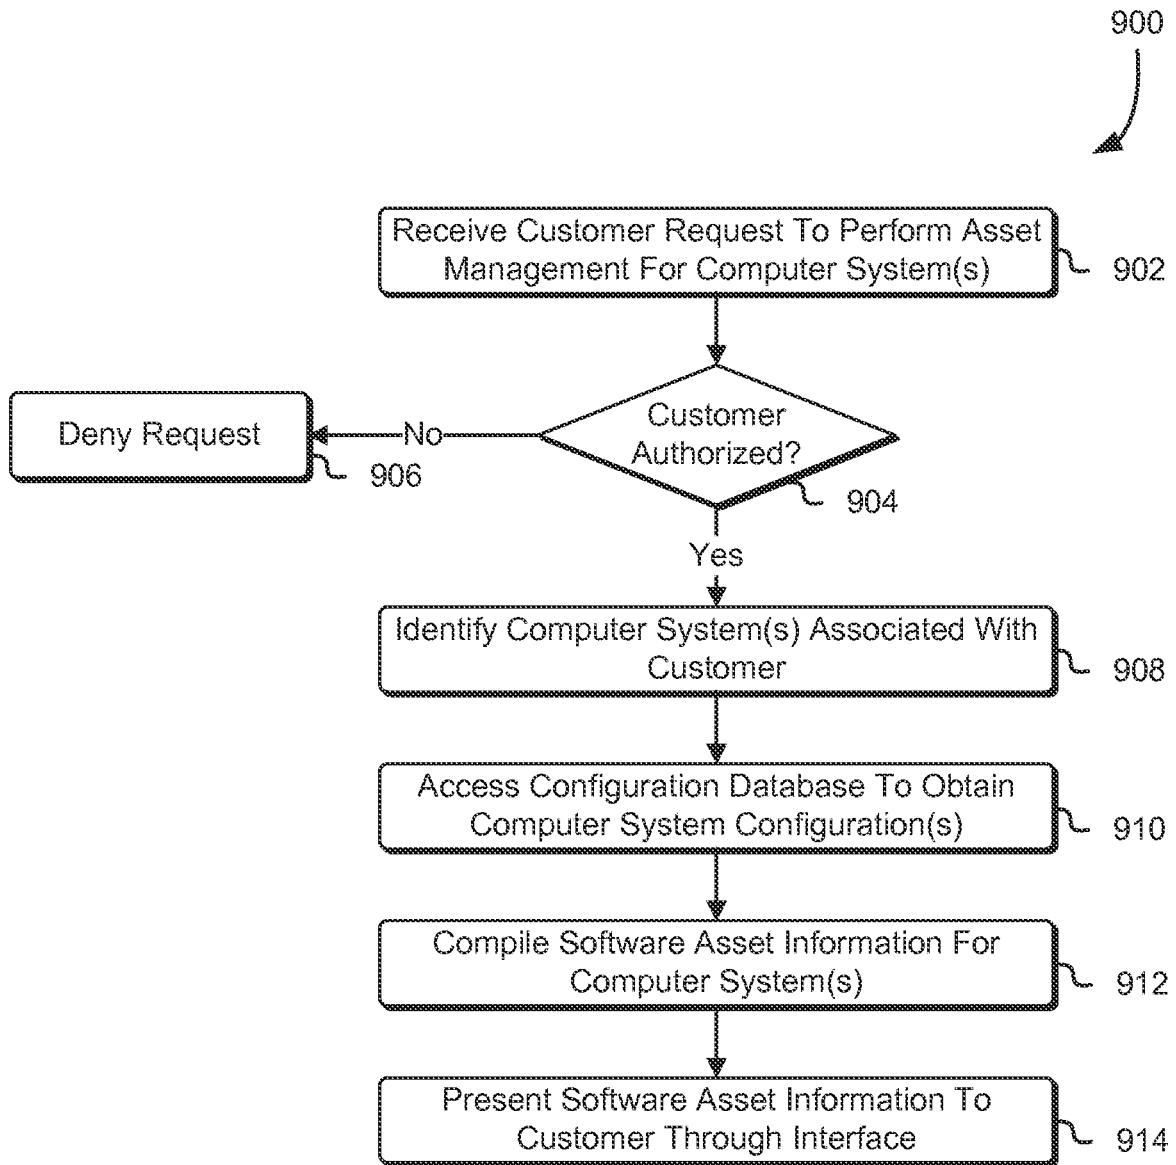 900
Receive Customer Request To Perform Asset
Management For Computer System(s)
902
Customer
Authorized?
904
No
Deny Request
906
Yes
Identify Computer System(s) Associated With
Customer
908
Access Configuration Database To Obtain
Computer System Configuration(s)
910
Compile Software Asset Information For
Computer System(s)
912
Present Software Asset Information To
Customer Through Interface
914